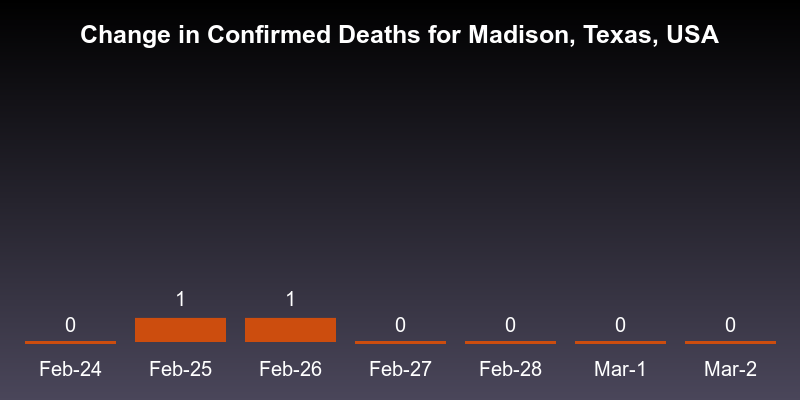 Change in Confirmed Deaths for Madison, Texas, USA
0 1 1 0 0 0 0
Feb-24 Feb-25 Feb-26 Feb-27 Feb-28 Mar-1 Mar-2